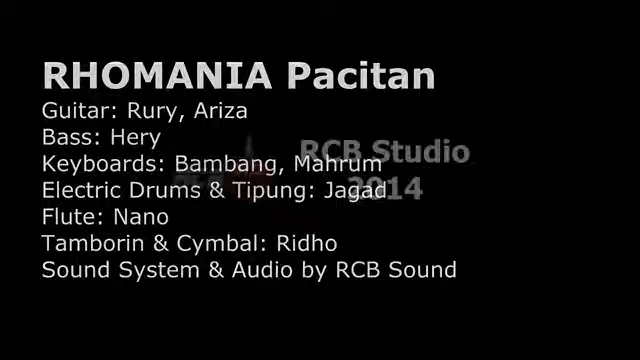 RHOMANIA Pacitan
Guitar: Rury, Ariza
Bass: Hery
Keyboards: Bambang, Mahrum
Electric Drums & Tipung: Jagad
Flute: Nano
Tamborin & Cymbal: Ridho
Sound System & Audio by RCB Sound
RCB Studio
2014